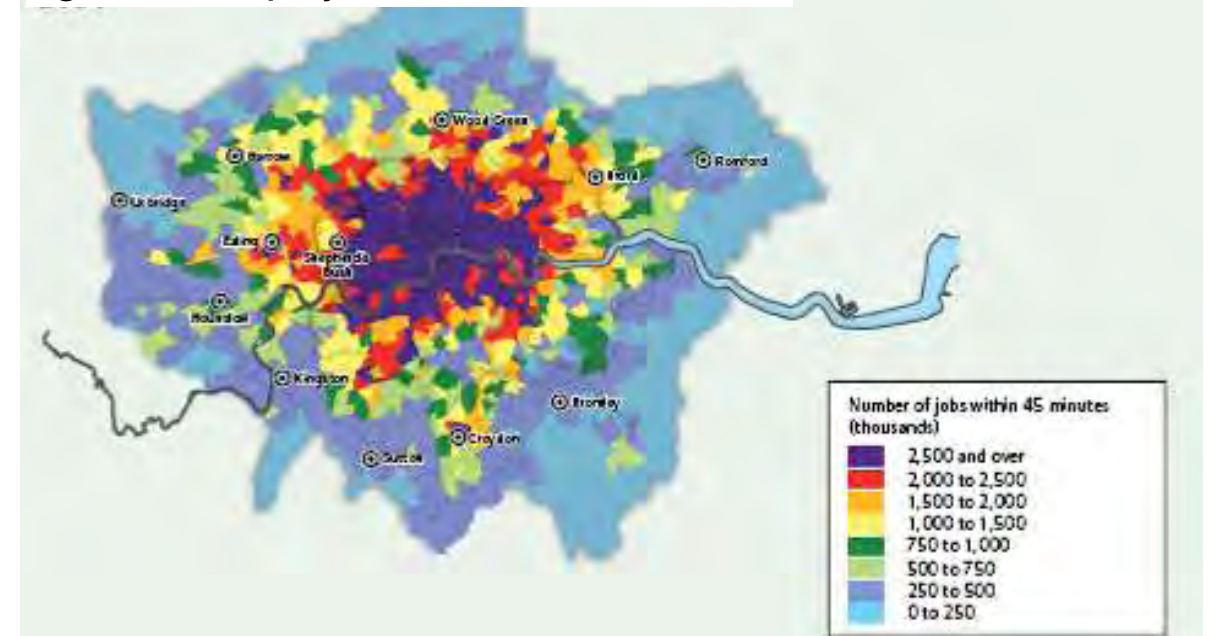 Wood Green
Harrow
Romford
Ilford
Uxbridge
Ealing
Shepherds
Bush
Hounslow
Kingston
Bromley
Croydon
Sutton
Number of jobs within 45 minutes
(thousands)
2,500 and over
2,000 to 2,500
1,500 to 2,000
1,000 to 1,500
750 to 1,000
500 to 750
250 to 500
0 to 250